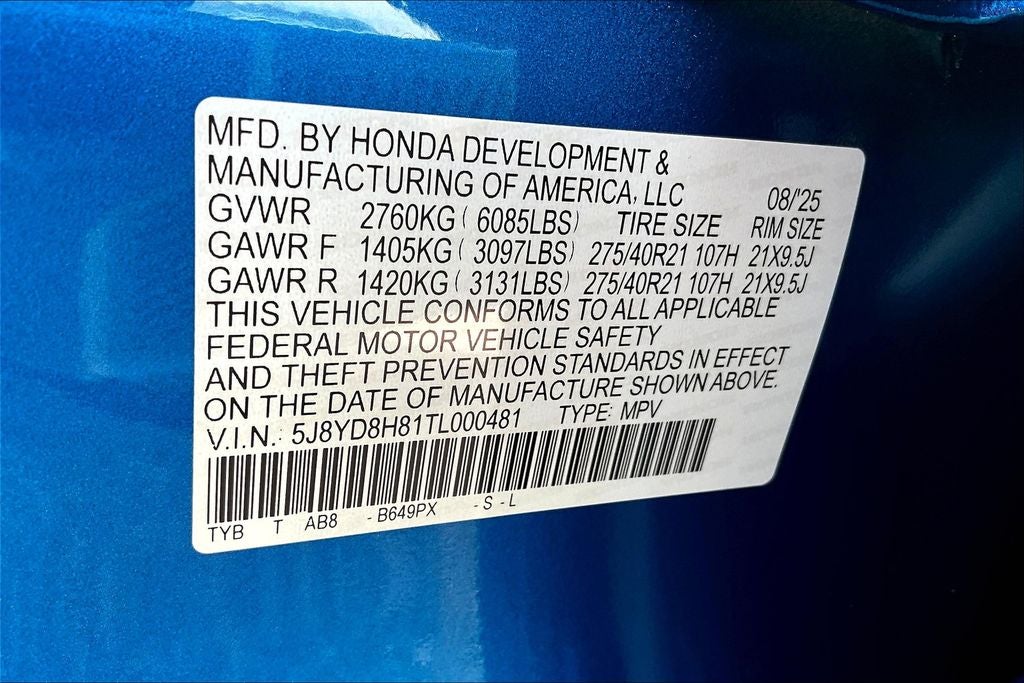 MFD. BY HONDA DEVELOPMENT &
MANUFACTURING OF AMERICA, LLC 08/'25
GVWR 2760KG ( 6085LBS) TIRE SIZE RIM SIZE
GAWR F 1405KG ( 3097LBS) 275/40R21 107H 21X9.5J
GAWR R 1420KG ( 3131LBS) 275/40R21 107H 21X9.5J
THIS VEHICLE CONFORMS TO ALL APPLICABLE
FEDERAL MOTOR VEHICLE SAFETY
AND THEFT PREVENTION STANDARDS IN EFFECT
ON THE DATE OF MANUFACTURE SHOWN ABOVE.
V.I.N.: 5J8YD8H81TL000481 TYPE: MPV
TYB T AB8 - B649PX - S - L